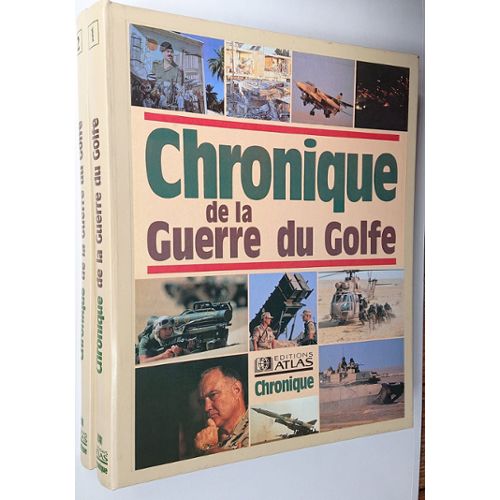 Chronique
de la
Guerre du Golfe
EDITIONS
ATLAS
Chronique
1
Chronique de la Guerre du Golfe
2
Chronique de la Guerre du Golfe